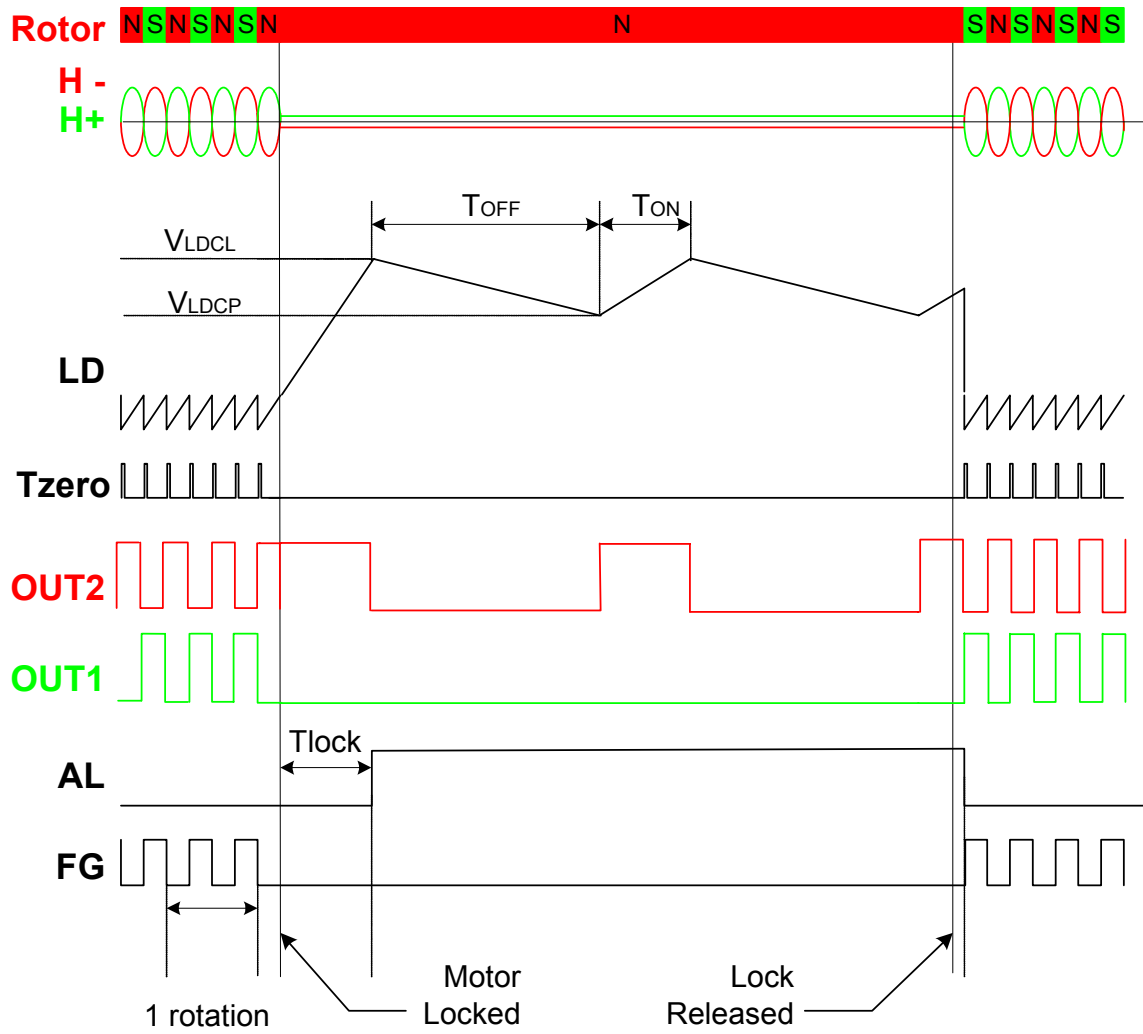 Rotor N S N S N S N N S N S N S N S
H -
H+
TOFF TON
VLDCL
VLDCP
LD
Tzero
OUT2
OUT1
Tlock
AL
FG
1 rotation
Motor
Locked
Lock
Released